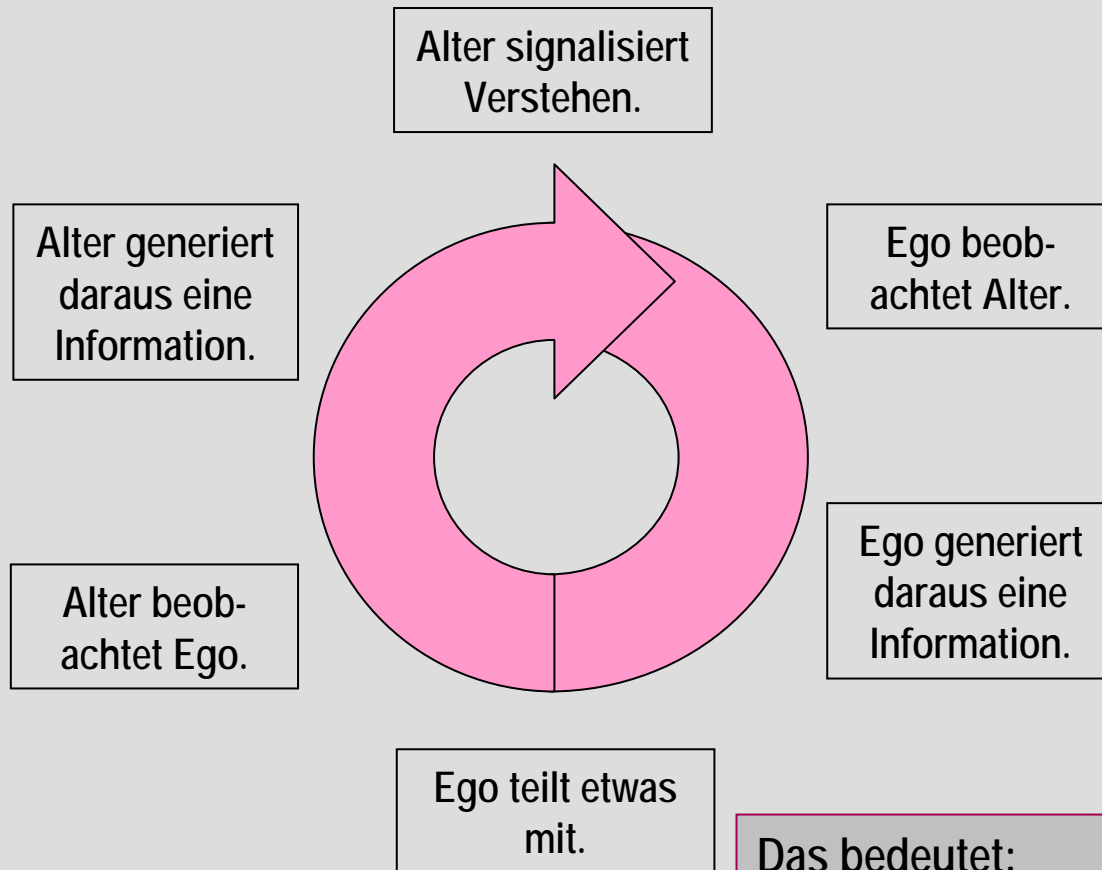 Alter signalisiert
Verstehen.
Alter generiert
daraus eine
Information.
Ego beob-
achtet Alter.
Alter beob-
achtet Ego.
Ego generiert
daraus eine
Information.
Ego teilt etwas
mit.
Das bedeutet: